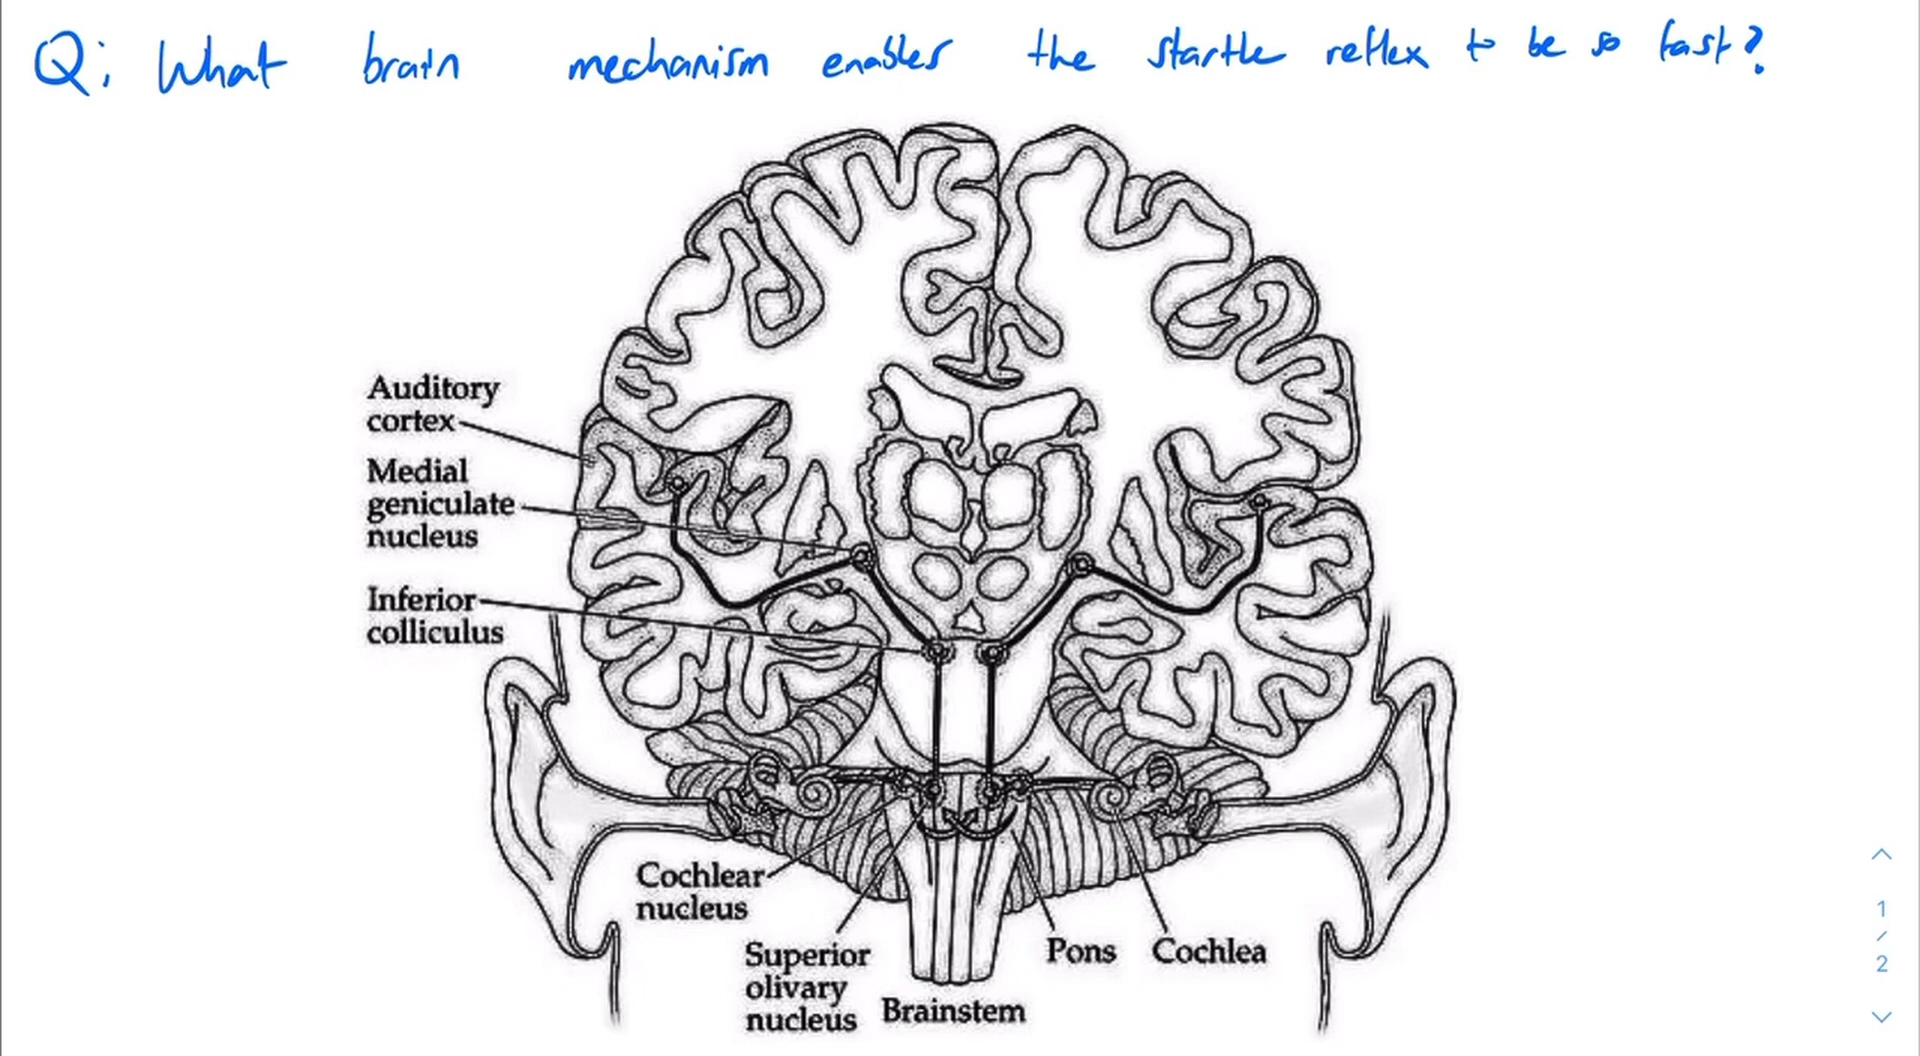 Q: What brain mechanism enables the startle reflex to be so fast?
Auditory
cortex
Medial
geniculate
nucleus
Inferior
colliculus
Cochlear
nucleus
Superior
olivary
nucleus
Brainstem
Pons
Cochlea
1
/
2